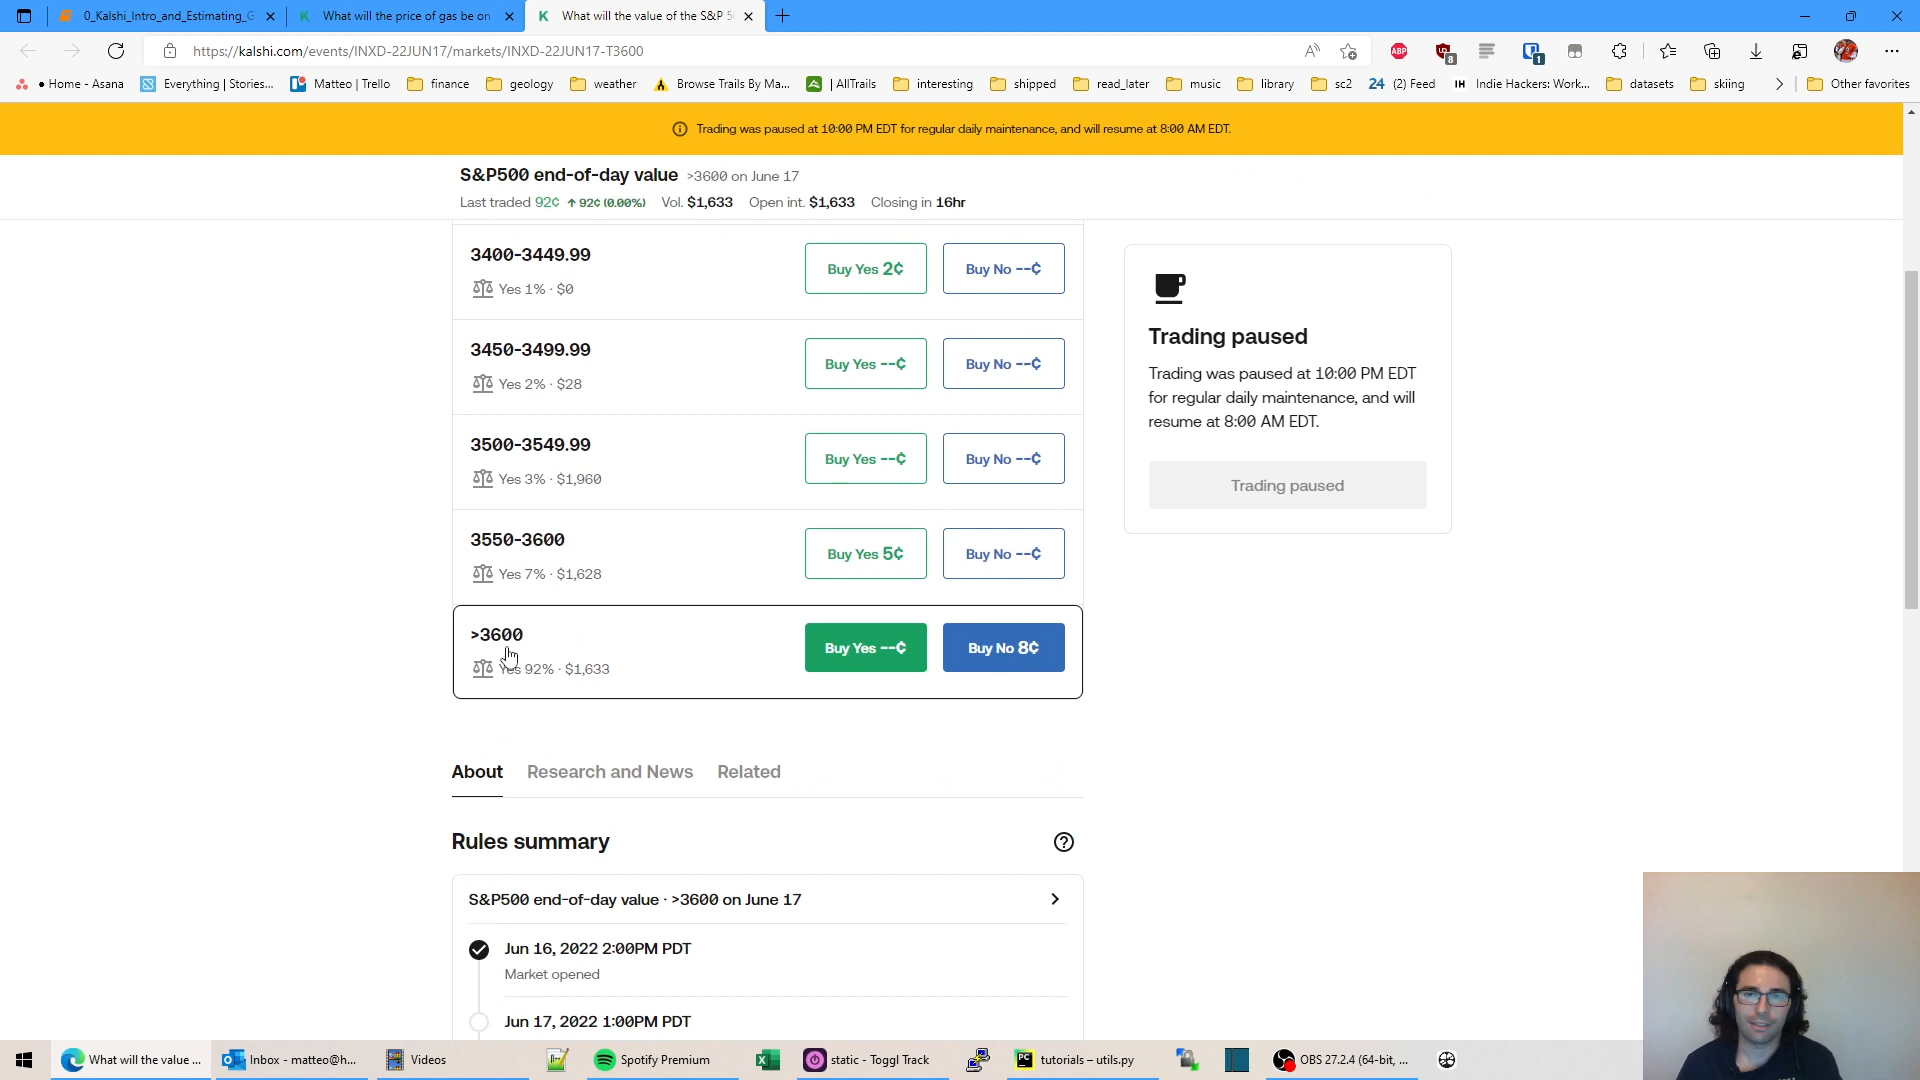 0_Kalshi_Intro_and_Estimating_G
What will the price of gas be on
What will the value of the S&P 5
https://kalshi.com/events/INXD-22JUN17/markets/INXD-22JUN17-T3600
ABP
8
1
• Home - Asana
Everything | Stories...
Matteo | Trello
finance
geology
weather
Browse Trails By Ma...
| AllTrails
interesting
shipped
read_later
music
library
sc2
24 (2) Feed
IH Indie Hackers: Work...
datasets
skiing
Other favorites
Trading was paused at 10:00 PM EDT for regular daily maintenance, and will resume at 8:00 AM EDT.
S&P500 end-of-day value >3600 on June 17
Last traded 92¢ ↑ 92¢ (0.00%) Vol. $1,633 Open int. $1,633 Closing in 16hr
3400-3449.99
Yes 1% · $0
Buy Yes 2¢
Buy No --¢
3450-3499.99
Yes 2% · $28
Buy Yes --¢
Buy No --¢
3500-3549.99
Yes 3% · $1,960
Buy Yes --¢
Buy No --¢
3550-3600
Yes 7% · $1,628
Buy Yes 5¢
Buy No --¢
>3600
Yes 92% · $1,633
Buy Yes --¢
Buy No 8¢
Trading paused
Trading was paused at 10:00 PM EDT
for regular daily maintenance, and will
resume at 8:00 AM EDT.
Trading paused
About
Research and News
Related
Rules summary
S&P500 end-of-day value · >3600 on June 17
Jun 16, 2022 2:00PM PDT
Market opened
Jun 17, 2022 1:00PM PDT
What will the value ...
Inbox - matteo@h...
Videos
Spotify Premium
static - Toggl Track
PC
tutorials – utils.py
OBS 27.2.4 (64-bit, ...